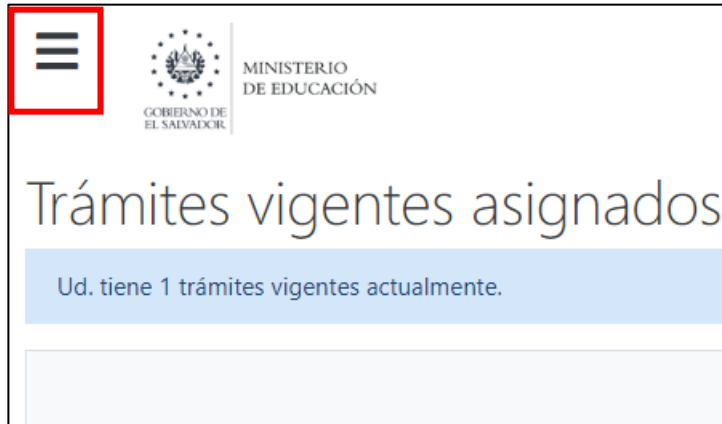 MINISTERIO
DE EDUCACIÓN
GOBIERNO DE
EL SALVADOR
Trámites vigentes asignados
Ud. tiene 1 trámites vigentes actualmente.